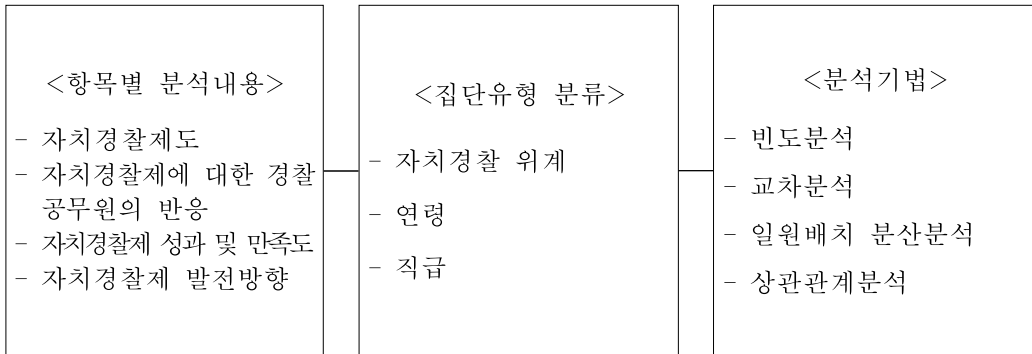 <항목별 분석내용>
- 자치경찰제도
- 자치경찰제에 대한 경찰
공무원의 반응
- 자치경찰제 성과 및 만족도
- 자치경찰제 발전방향
<집단유형 분류>
- 자치경찰 위계
- 연령
- 직급
<분석기법>
- 빈도분석
- 교차분석
- 일원배치 분산분석
- 상관관계분석